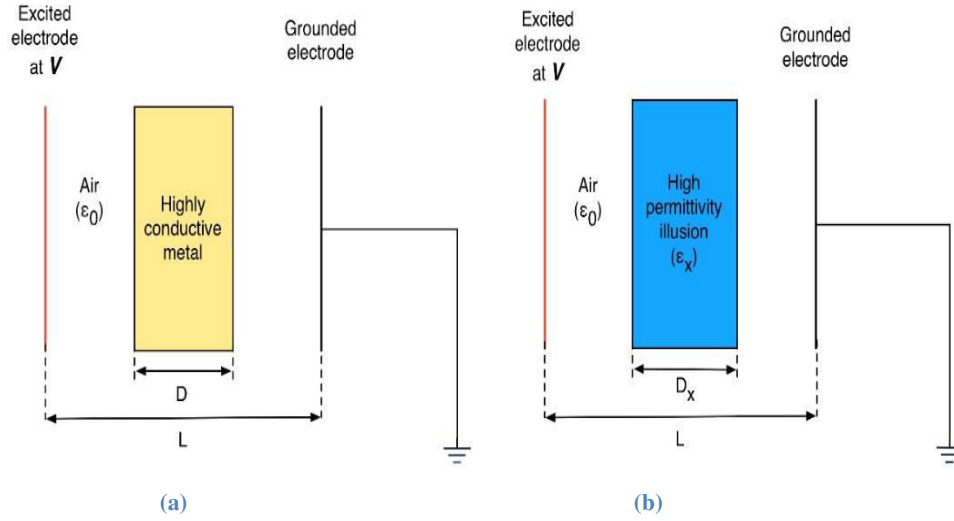 Excited
electrode
at V
Grounded
electrode
Air
(ε0)
Highly
conductive
metal
D
L
(a)
Excited
electrode
at V
Grounded
electrode
Air
(ε0)
High
permittivity
illusion
(εx)
Dx
L
(b)